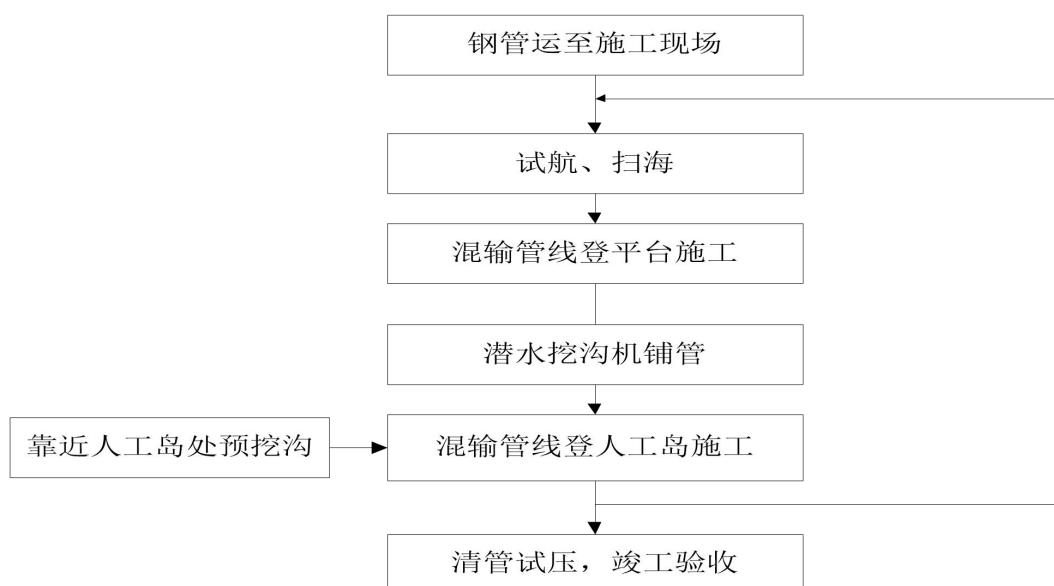 钢管运至施工现场
试航、扫海
混输管线登平台施工
潜水挖沟机铺管
靠近人工岛处预挖沟
混输管线登人工岛施工
清管试压，竣工验收